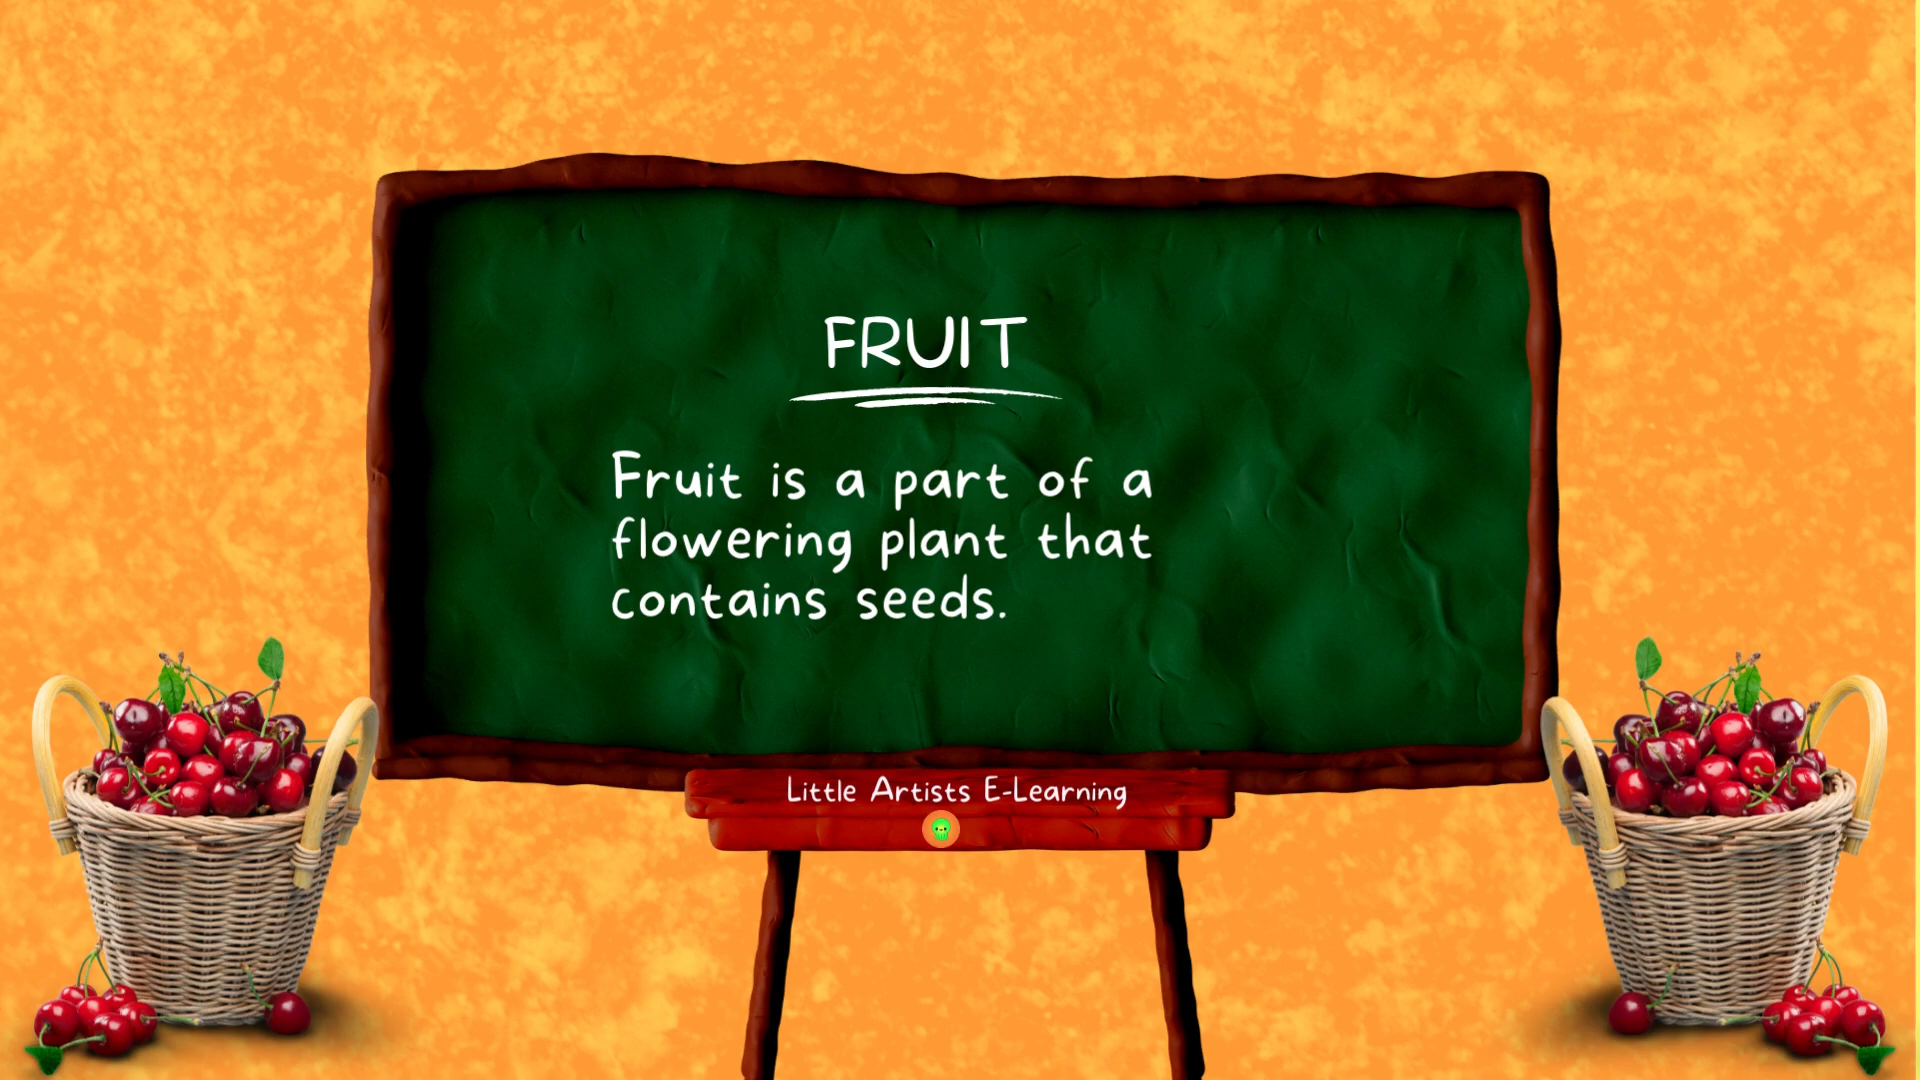 FRUIT
Fruit is a part of a
flowering plant that
contains seeds.
Little Artists E-Learning